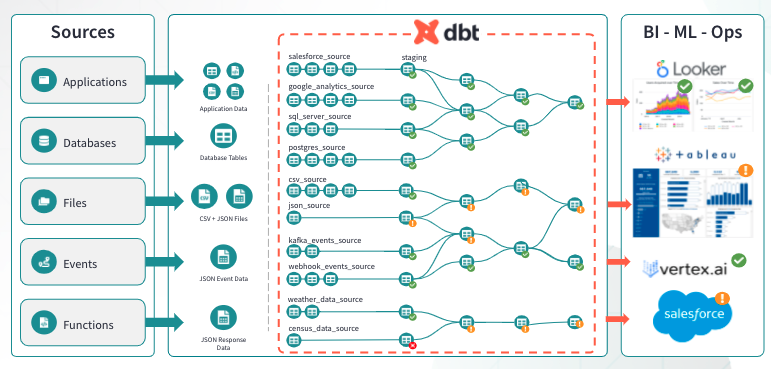 Sources
dbt
BI - ML - Ops
Applications
Databases
Files
Events
Functions
Application Data
Database Tables
CSV
CSV + JSON Files
JSON Event Data
JSON Response
Data
salesforce_source
staging
google_analytics_source
sql_server_source
postgres_source
csv_source
json_source
kafka_events_source
webhook_events_source
weather_data_source
census_data_source
Looker
+ableau
vertex.ai
salesforce